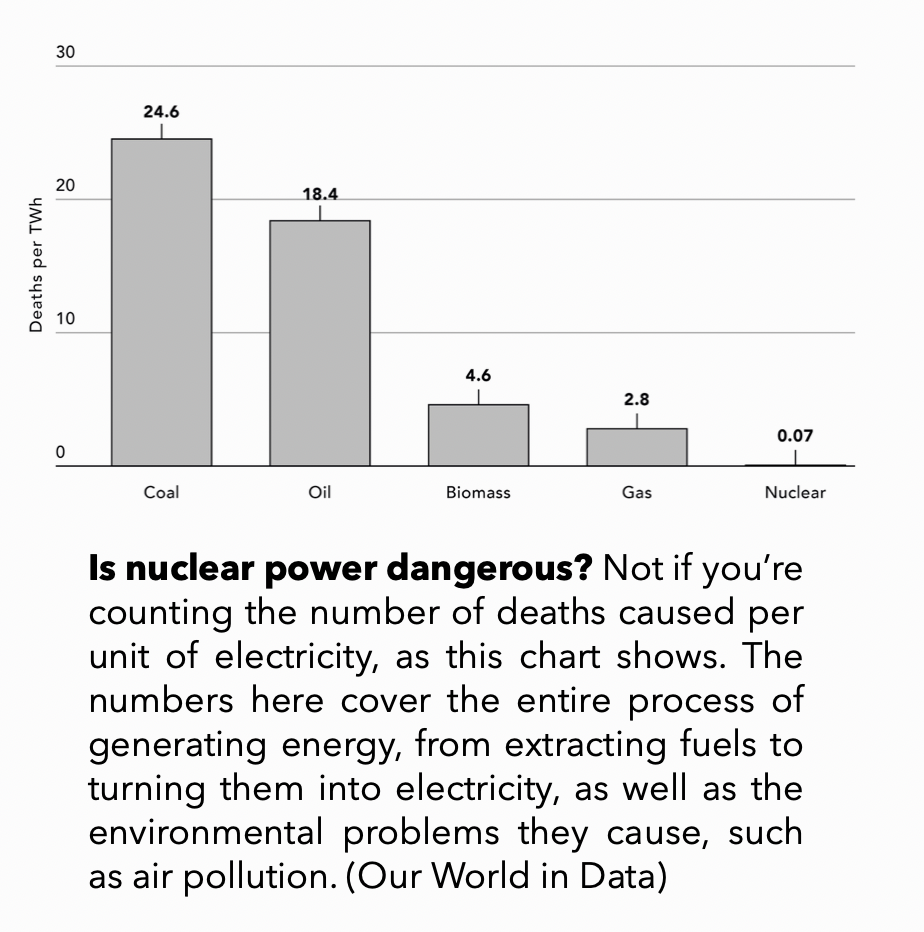 30
24.6
20
18.4
Deaths per TWh
10
4.6
2.8
0.07
0
Coal
Oil
Biomass
Gas
Nuclear
Is nuclear power dangerous? Not if you’re
counting the number of deaths caused per
unit of electricity, as this chart shows. The
numbers here cover the entire process of
generating energy, from extracting fuels to
turning them into electricity, as well as the
environmental problems they cause, such
as air pollution. (Our World in Data)